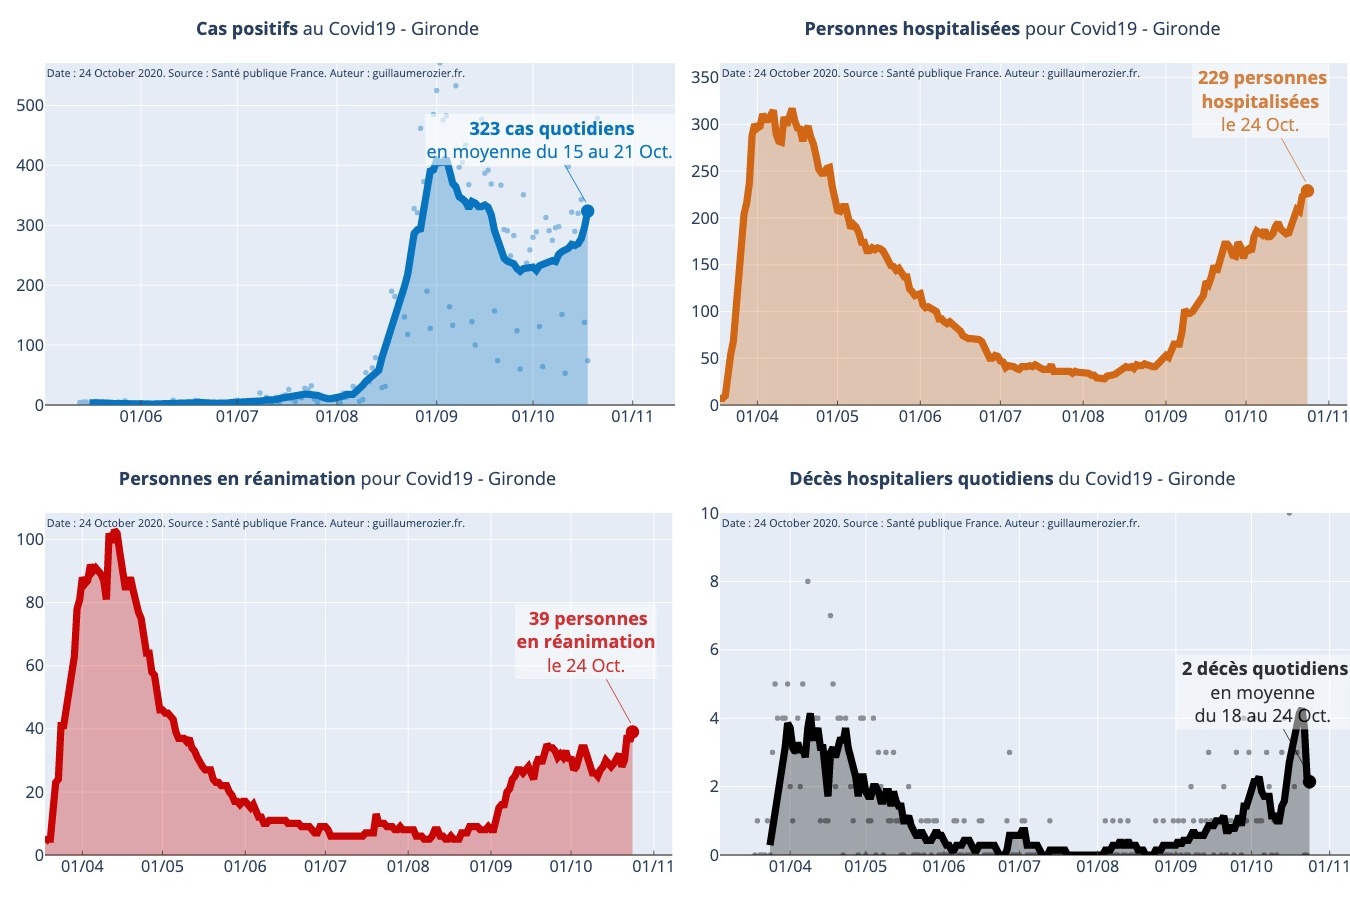 Cas positifs au Covid19 - Gironde
Date : 24 October 2020. Source : Santé publique France. Auteur : guillaumerozier.fr.
500
400
300
200
100
0
323 cas quotidiens
en moyenne du 15 au 21 Oct.
01/06 01/07 01/08 01/09 01/10 01/11
Personnes hospitalisées pour Covid19 - Gironde
Date : 24 October 2020. Source : Santé publique France. Auteur : guillaumerozier.fr.
350
300
250
200
150
100
50
0
229 personnes
hospitalisées
le 24 Oct.
01/04 01/05 01/06 01/07 01/08 01/09 01/10 01/11
Personnes en réanimation pour Covid19 - Gironde
Date : 24 October 2020. Source : Santé publique France. Auteur : guillaumerozier.fr.
100
80
60
40
20
0
39 personnes
en réanimation
le 24 Oct.
01/04 01/05 01/06 01/07 01/08 01/09 01/10 01/11
Décès hospitaliers quotidiens du Covid19 - Gironde
Date : 24 October 2020. Source : Santé publique France. Auteur : guillaumerozier.fr.
10
8
6
4
2
0
2 décès quotidiens
en moyenne
du 18 au 24 Oct.
01/04 01/05 01/06 01/07 01/08 01/09 01/10 01/11